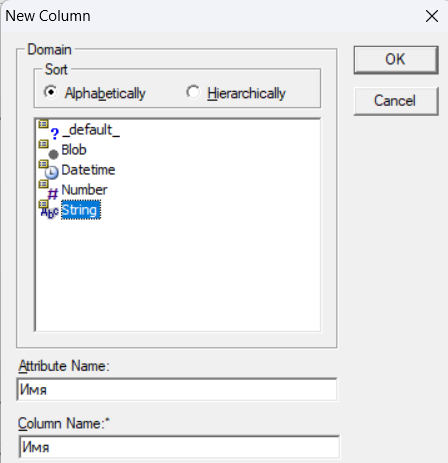 New Column
Domain
Sort
Alphabetically
Hierarchically
OK
Cancel
_default_
Blob
Datetime
Number
String
Attribute Name:
Имя
Column Name:*
Имя